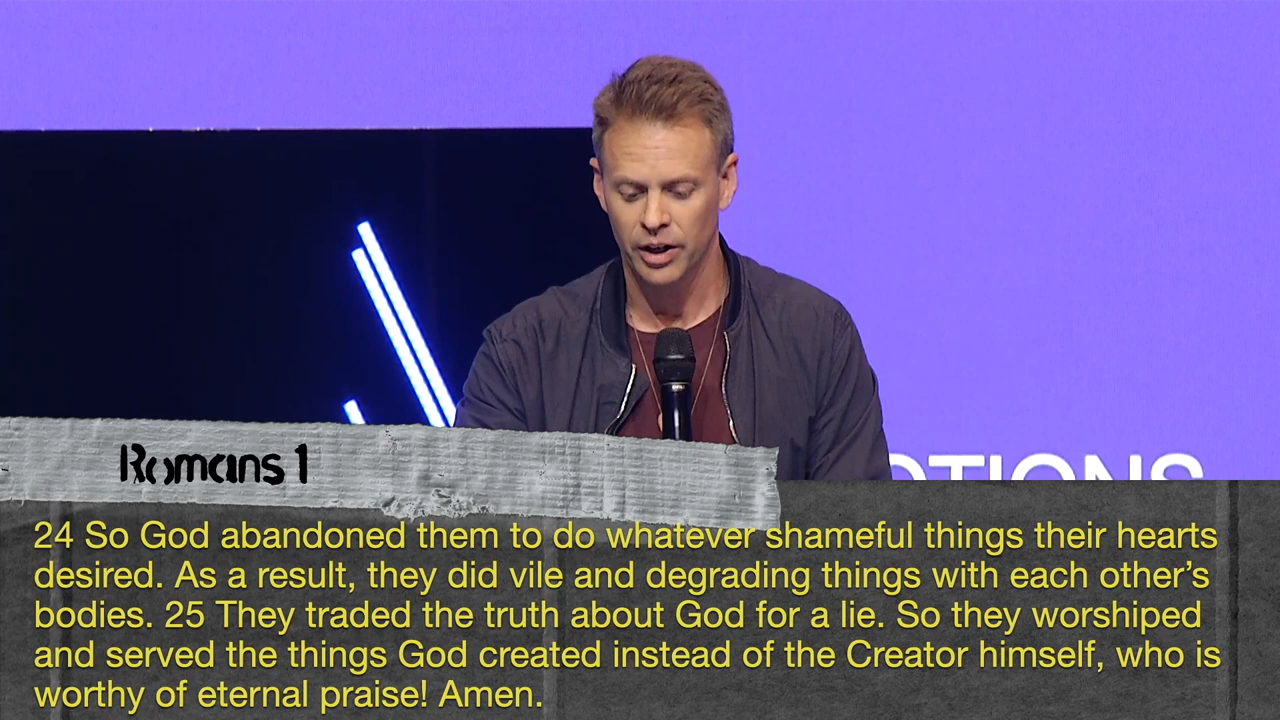 OTIONS
Romans 1
24 So God abandoned them to do whatever shameful things their hearts
desired. As a result, they did vile and degrading things with each other’s
bodies. 25 They traded the truth about God for a lie. So they worshiped
and served the things God created instead of the Creator himself, who is
worthy of eternal praise! Amen.